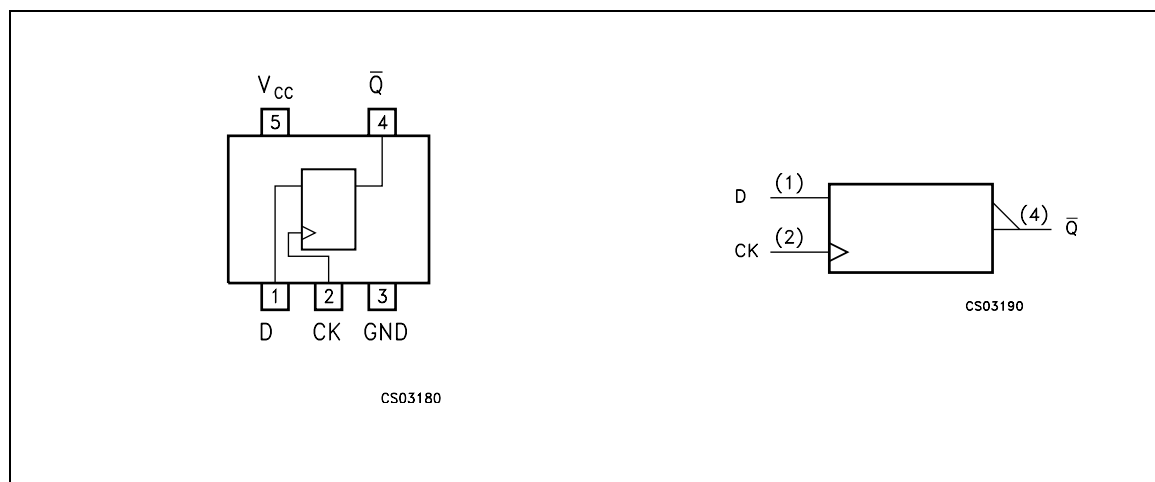 V_CC Q̅
5 4
1 2 3
D CK GND
CS03180
D (1)
CK (2)
(4) Q̅
CS03190